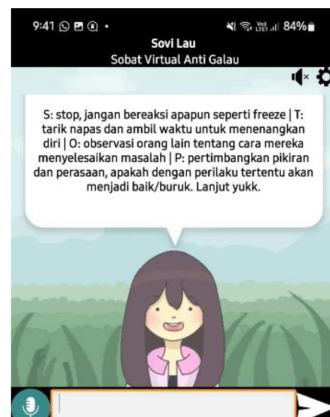 9:41 84%
Sovi Lau
Sobat Virtual Anti Galau
S: stop, jangan bereaksi apapun seperti freeze | T:
tarik napas dan ambil waktu untuk menenangkan
diri | O: observasi orang lain tentang cara mereka
menyelesaikan masalah | P: pertimbangkan pikiran
dan perasaan, apakah dengan perilaku tertentu akan
menjadi baik/buruk. Lanjut yukk.